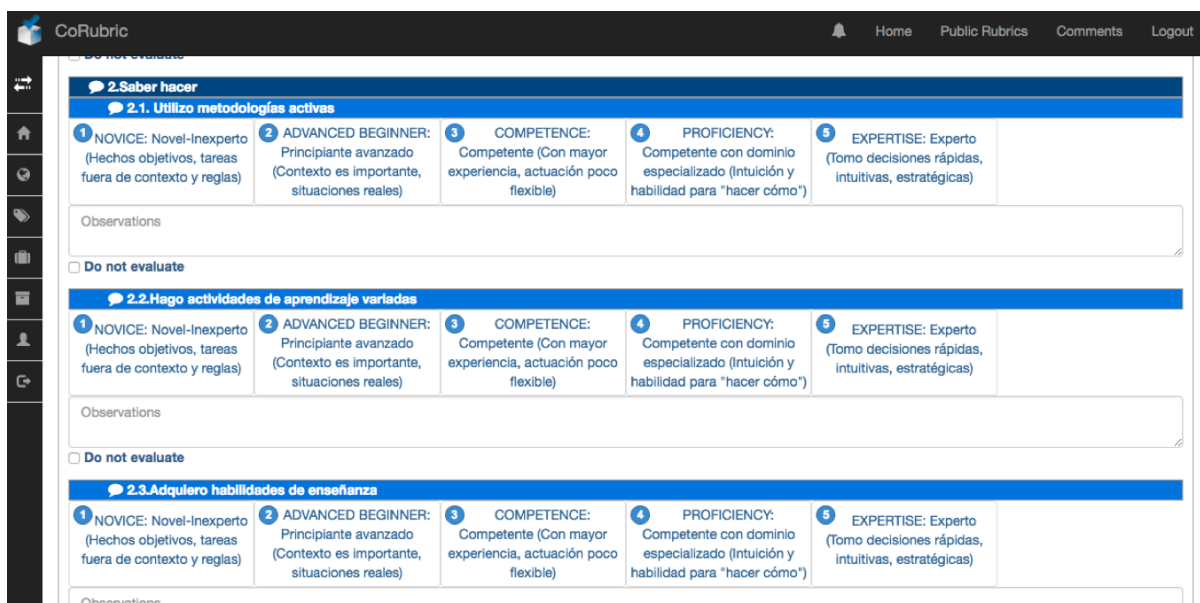 CoRubric
Home Public Rubrics Comments Logout
Do not evaluate
2.Saber hacer
2.1. Utilizo metodologías activas
1 NOVICE: Novel-Inexperto
(Hechos objetivos, tareas
fuera de contexto y reglas)
2 ADVANCED BEGINNER:
Principiante avanzado
(Contexto es importante,
situaciones reales)
3 COMPETENCE:
Competente (Con mayor
experiencia, actuación poco
flexible)
4 PROFICIENCY:
Competente con dominio
especializado (Intuición y
habilidad para "hacer cómo")
5 EXPERTISE: Experto
(Tomo decisiones rápidas,
intuitivas, estratégicas)
Observations
Do not evaluate
2.2.Hago actividades de aprendizaje variadas
1 NOVICE: Novel-Inexperto
(Hechos objetivos, tareas
fuera de contexto y reglas)
2 ADVANCED BEGINNER:
Principiante avanzado
(Contexto es importante,
situaciones reales)
3 COMPETENCE:
Competente (Con mayor
experiencia, actuación poco
flexible)
4 PROFICIENCY:
Competente con dominio
especializado (Intuición y
habilidad para "hacer cómo")
5 EXPERTISE: Experto
(Tomo decisiones rápidas,
intuitivas, estratégicas)
Observations
Do not evaluate
2.3.Adquiero habilidades de enseñanza
1 NOVICE: Novel-Inexperto
(Hechos objetivos, tareas
fuera de contexto y reglas)
2 ADVANCED BEGINNER:
Principiante avanzado
(Contexto es importante,
situaciones reales)
3 COMPETENCE:
Competente (Con mayor
experiencia, actuación poco
flexible)
4 PROFICIENCY:
Competente con dominio
especializado (Intuición y
habilidad para "hacer cómo")
5 EXPERTISE: Experto
(Tomo decisiones rápidas,
intuitivas, estratégicas)
Observations